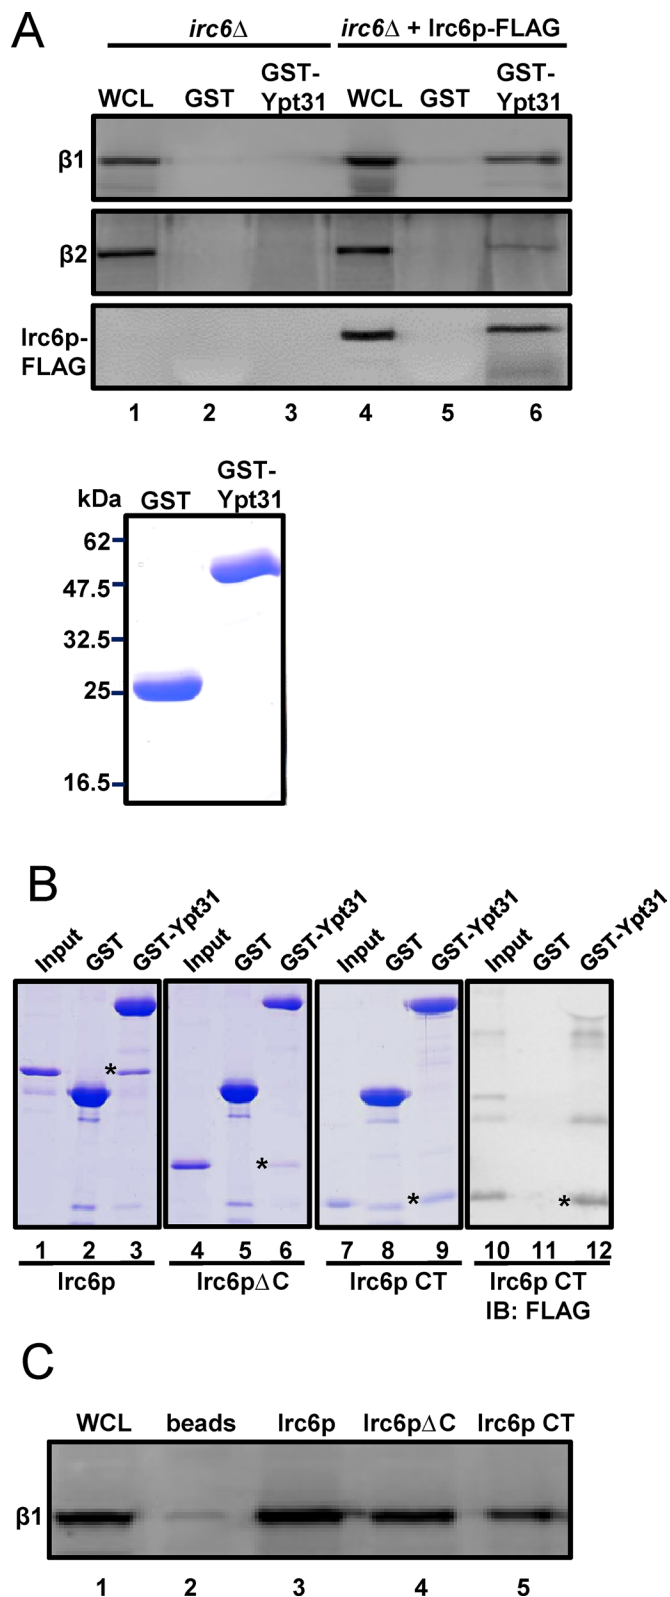 A
irc6Δ irc6Δ + Irc6p-FLAG
WCL GST GST-Ypt31 WCL GST GST-Ypt31
β1
β2
Irc6p-
FLAG
1 2 3 4 5 6
kDa GST GST-Ypt31
62
47.5
32.5
25
16.5
B
Input GST GST-Ypt31 Input GST GST-Ypt31 Input GST GST-Ypt31 Input GST GST-Ypt31
* * * *
1 2 3 4 5 6 7 8 9 10 11 12
Irc6p Irc6pΔC Irc6p CT Irc6p CT
IB: FLAG
C
WCL beads Irc6p Irc6pΔC Irc6p CT
β1
1 2 3 4 5